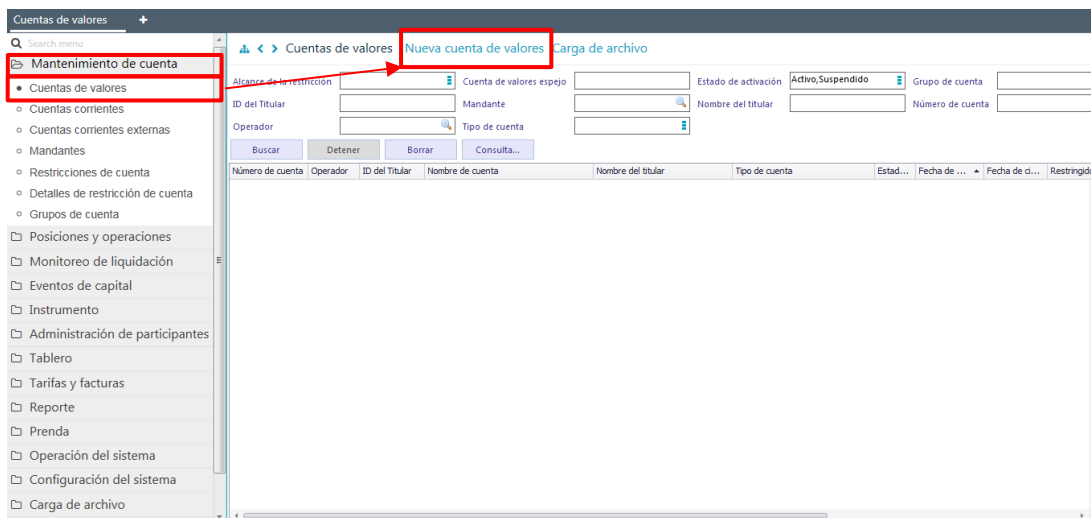 Cuentas de valores +
Search menu
Mantenimiento de cuenta
Cuentas de valores
Cuentas corrientes
Cuentas corrientes externas
Mandantes
Restricciones de cuenta
Detalles de restricción de cuenta
Grupos de cuenta
Posiciones y operaciones
Monitoreo de liquidación
Eventos de capital
Instrumento
Administración de participantes
Tablero
Tarifas y facturas
Reporte
Prenda
Operación del sistema
Configuración del sistema
Carga de archivo
Cuentas de valores Nueva cuenta de valores Carga de archivo
Alcance de la restricción Cuenta de valores espejo Estado de activación Activo,Suspendido Grupo de cuenta
ID del Titular Mandante Nombre del titular Número de cuenta
Operador Tipo de cuenta
Buscar Detener Borrar Consulta...
Número de cuenta Operador ID del Titular Nombre de cuenta Nombre del titular Tipo de cuenta Estad... Fecha de ... Fecha de ci... Restringido